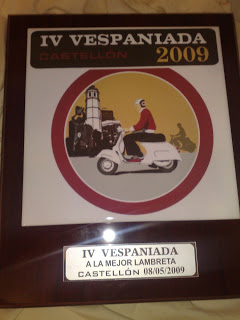 IV VESPANIADA
CASTELLÓN 2009
IV VESPANIADA
A LA MEJOR LAMBRETA
CASTELLÓN 08/05/2009